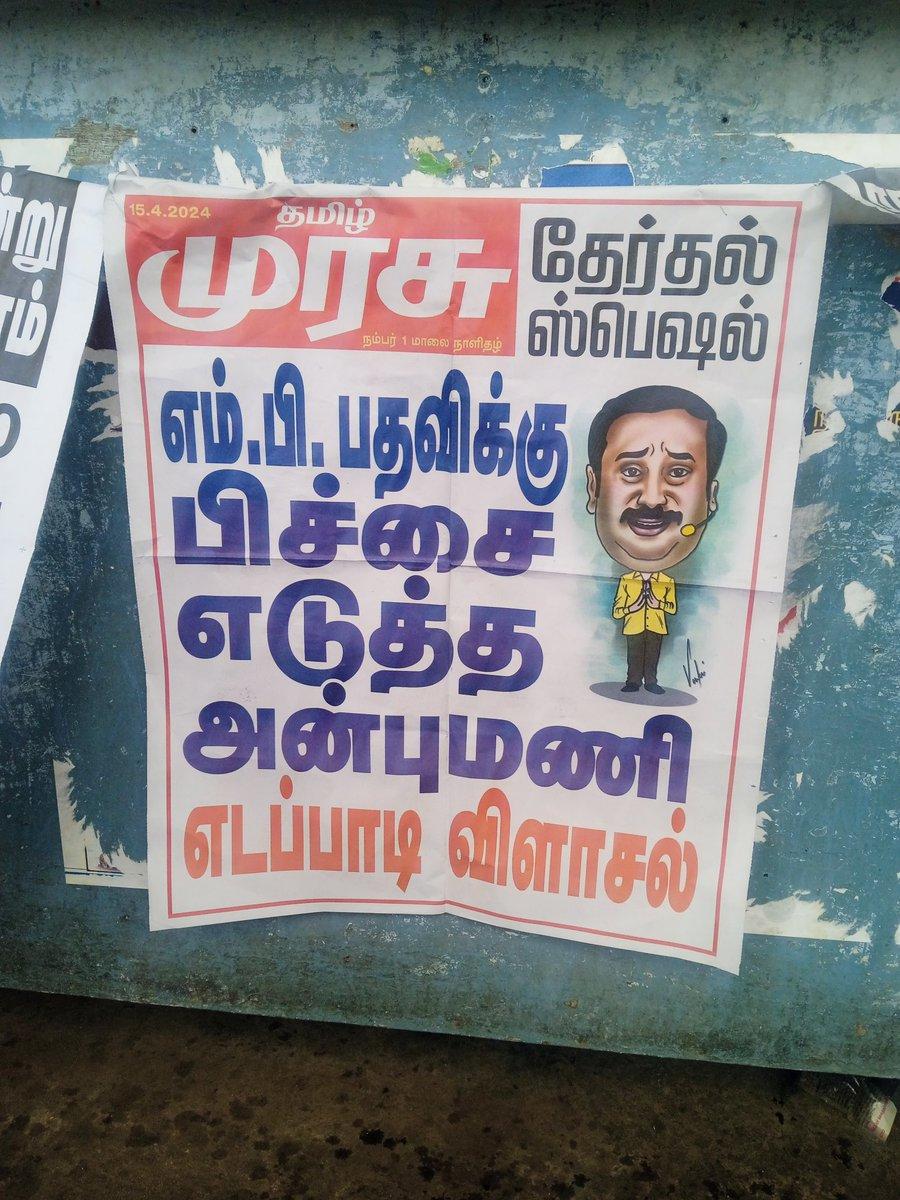 ன்று
15.4.2024
தமிழ்
முரசு
நம்பர் 1 மாலை நாளிதழ்
தேர்தல்
ஸ்பெஷல்
எம்.பி. பதவிக்கு
பிச்சை
எடுத்த
அன்புமணி
எடப்பாடி விளாசல்